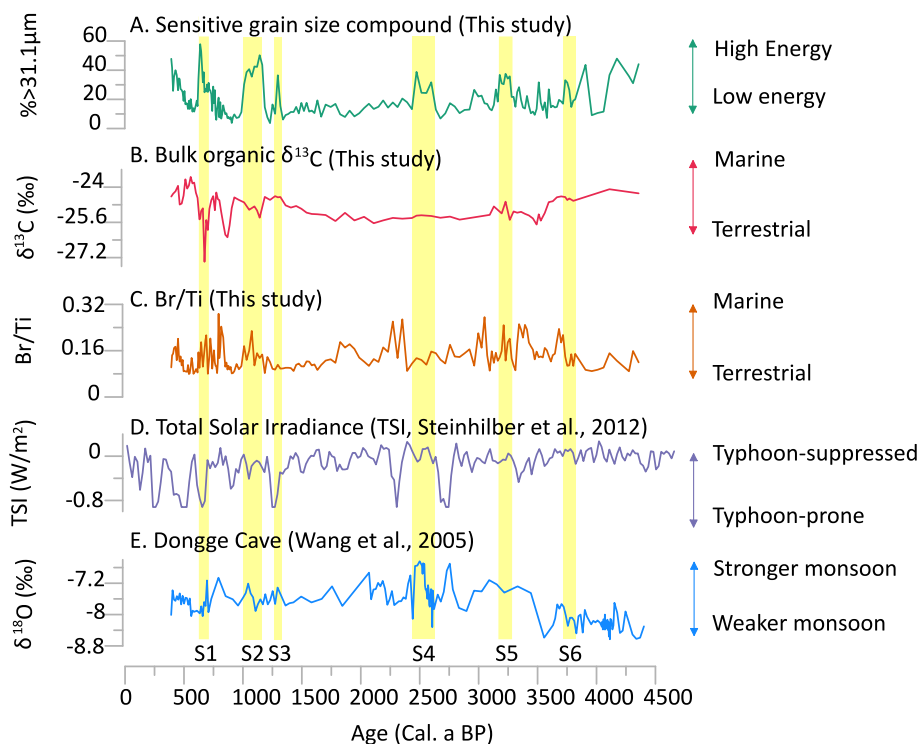 A. Sensitive grain size compound (This study)
%>31.1μm
60
40
20
0
High Energy
Low energy
B. Bulk organic δ¹³C (This study)
δ¹³C (‰)
-24
-25.6
-27.2
Marine
Terrestrial
C. Br/Ti (This study)
Br/Ti
0.32
0.16
0
Marine
Terrestrial
D. Total Solar Irradiance (TSI, Steinhilber et al., 2012)
TSI (W/m²)
0
-0.8
Typhoon-suppressed
Typhoon-prone
E. Dongge Cave (Wang et al., 2005)
δ¹⁸O (‰)
-7.2
-8
-8.8
Stronger monsoon
Weaker monsoon
S1 S2 S3 S4 S5 S6
0 500 1000 1500 2000 2500 3000 3500 4000 4500
Age (Cal. a BP)